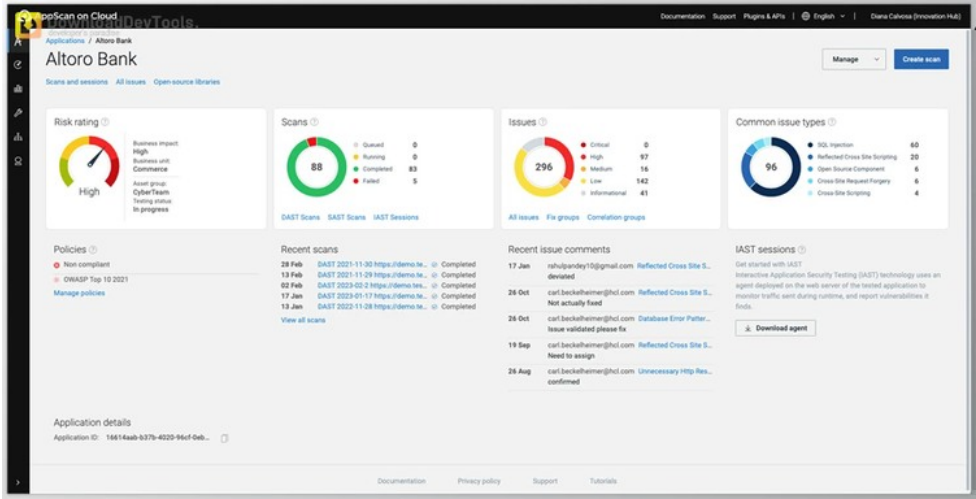 AppScan on Cloud
DownloadDevTools.
developer's paradise
Documentation Support Plugins & APIs | English | Diana Calvosa (Innovation Hub)
Applications / Altoro Bank
Altoro Bank
Manage
Create scan
Scans and sessions All issues Open-source libraries
Risk rating
High
Business impact:
High
Business unit:
Commerce
Asset group:
CyberTeam
Testing status:
In progress
Scans
88
Queued 0
Running 0
Completed 83
Failed 5
DAST Scans SAST Scans IAST Sessions
Issues
296
Critical 0
High 97
Medium 16
Low 142
Informational 41
All issues Fix groups Correlation groups
Common issue types
96
SQL Injection 60
Reflected Cross Site Scripting 20
Open Source Component 6
Cross-Site Request Forgery 6
Cross-Site Scripting 4
Policies
Non compliant
OWASP Top 10 2021
Manage policies
Recent scans
28 Feb DAST 2021-11-30 https://demo.te... Completed
13 Feb DAST 2021-11-29 https://demo.te... Completed
02 Feb DAST 2023-02-2 https://demo.tes... Completed
17 Jan DAST 2023-01-17 https://demo.te... Completed
13 Jan DAST 2022-11-28 https://demo.te... Completed
View all scans
Recent issue comments
17 Jan rahulpandey10@gmail.com Reflected Cross Site S...
deviated
26 Oct carl.beckelheimer@hcl.com Reflected Cross Site S...
Not actually fixed
26 Oct carl.beckelheimer@hcl.com Database Error Patter...
Issue validated please fix
19 Sep carl.beckelheimer@hcl.com Reflected Cross Site S...
Need to assign
26 Aug carl.beckelheimer@hcl.com Unnecessary Http Res...
confirmed
IAST sessions
Get started with IAST
Interactive Application Security Testing (IAST) technology uses an
agent deployed on the web server of the tested application to
monitor traffic sent during runtime, and report vulnerabilities it
finds.
Download agent
Application details
Application ID: 16614aab-b37b-4020-96cf-0eb...
Documentation Privacy policy Support Tutorials